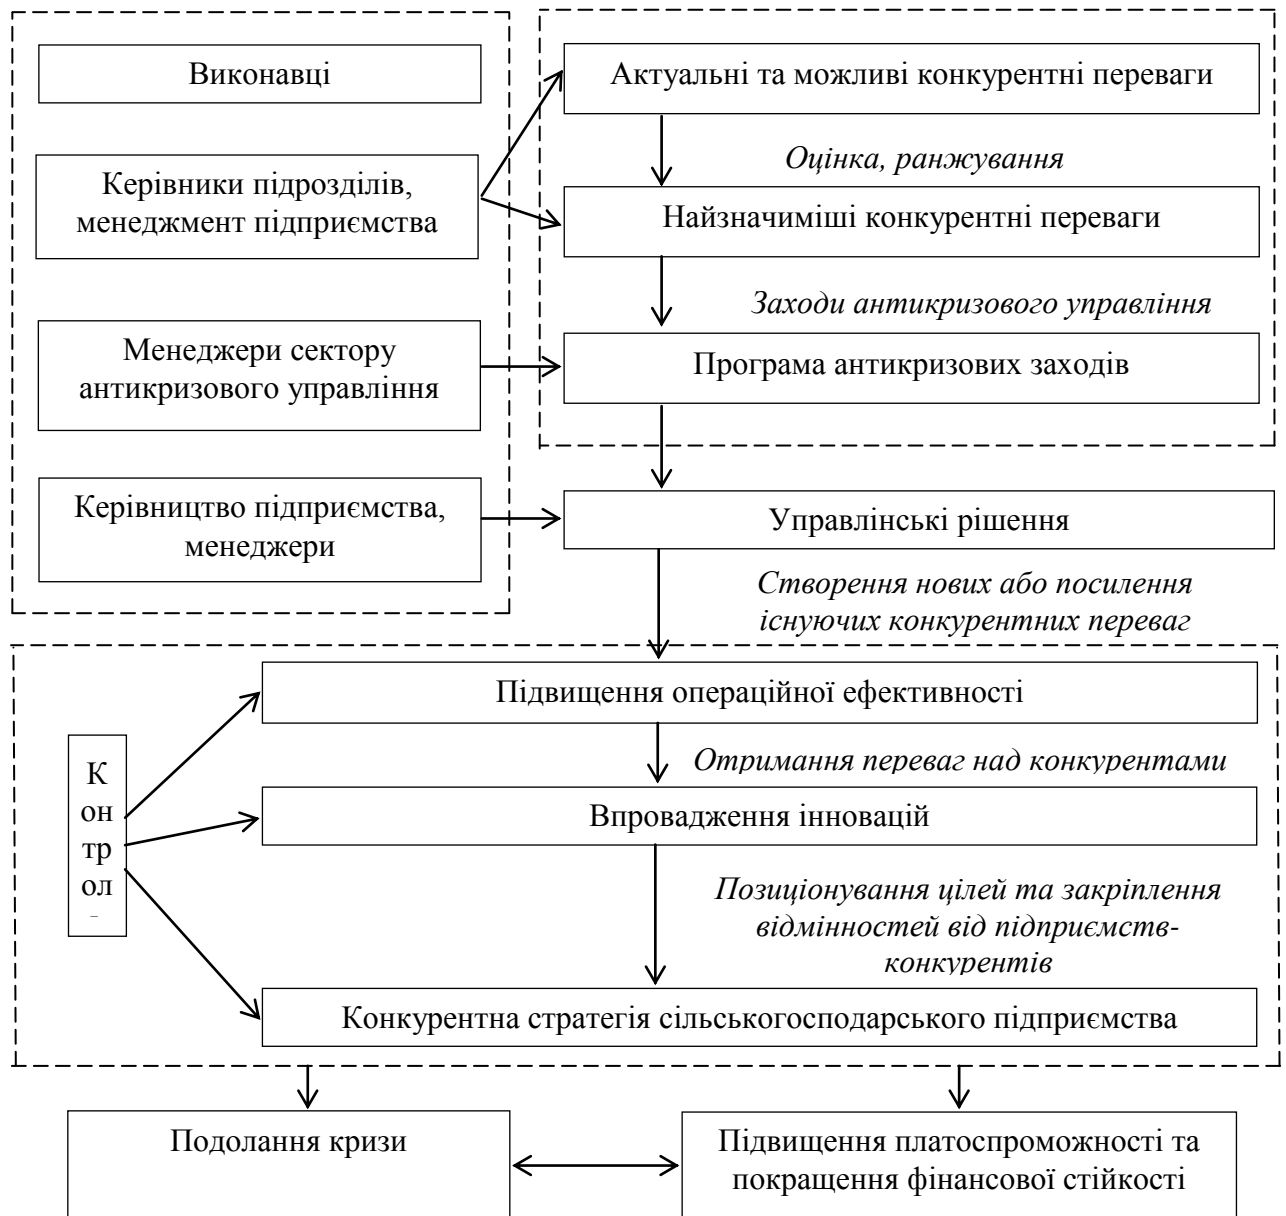 Виконавці
Керівники підрозділів,
менеджмент підприємства
Менеджери сектору
антикризового управління
Керівництво підприємства,
менеджери
Актуальні та можливі конкурентні переваги
Оцінка, ранжування
Найзначиміші конкурентні переваги
Заходи антикризового управління
Програма антикризових заходів
Управлінські рішення
Створення нових або посилення
існуючих конкурентних переваг
Підвищення операційної ефективності
К
он
тр
ол
Отримання переваг над конкурентами
Впровадження інновацій
Позиціонування цілей та закріплення
відмінностей від підприємств-
конкурентів
Конкурентна стратегія сільськогосподарського підприємства
Подолання кризи
Підвищення платоспроможності та
покращення фінансової стійкості